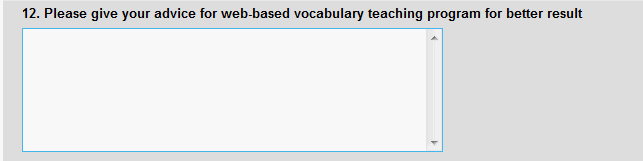 12. Please give your advice for web-based vocabulary teaching program for better result